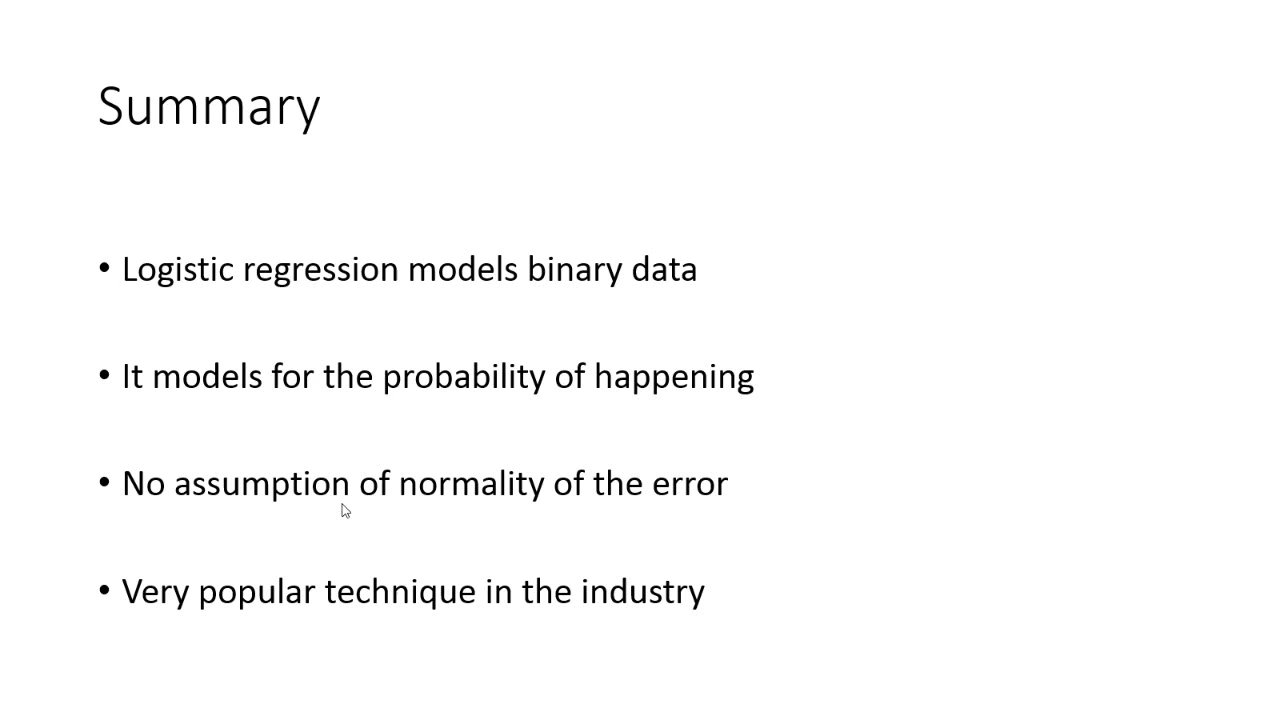 Summary
• Logistic regression models binary data
• It models for the probability of happening
• No assumption of normality of the error
• Very popular technique in the industry